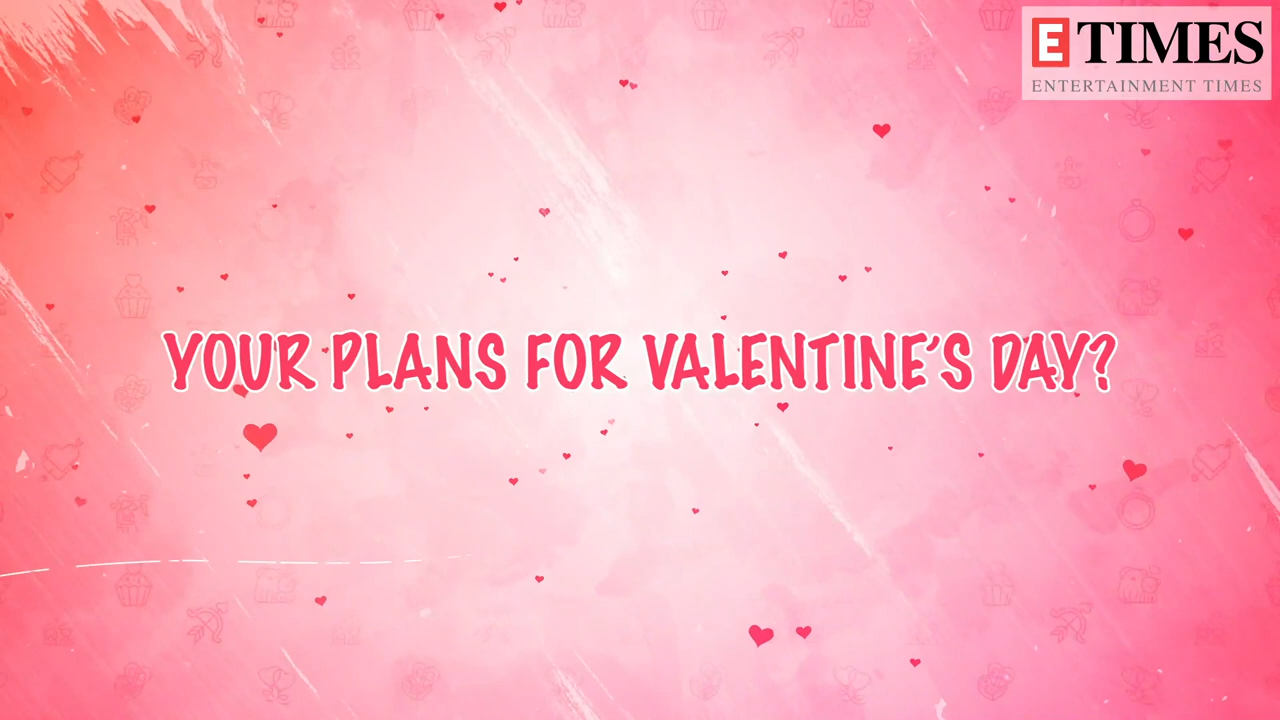 E TIMES
ENTERTAINMENT TIMES
YOUR PLANS FOR VALENTINE'S DAY?